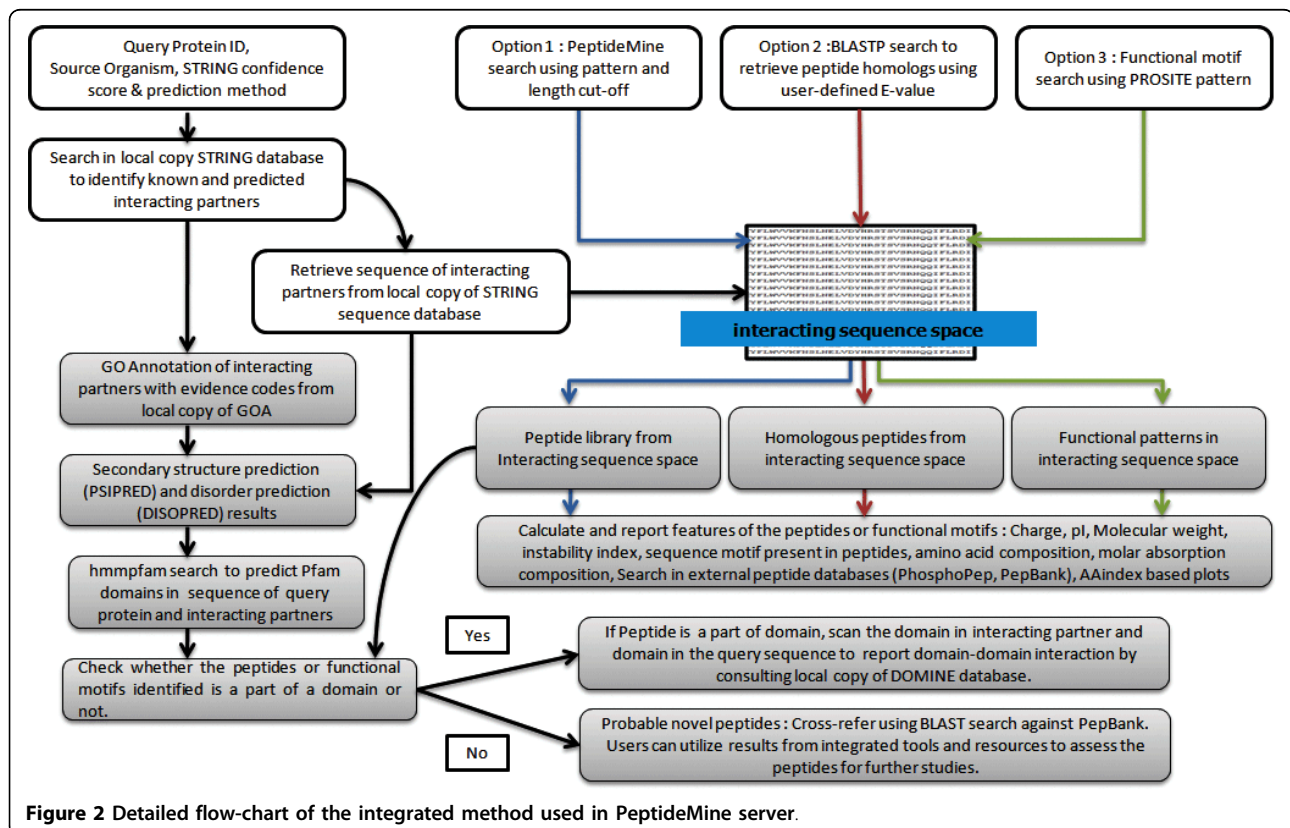 Query Protein ID,
Source Organism, STRING confidence
score & prediction method
Option 1 : PeptideMine
search using pattern and
length cut-off
Option 2 :BLASTP search to
retrieve peptide homologs using
user-defined E-value
Option 3 : Functional motif
search using PROSITE pattern
Search in local copy STRING database
to identify known and predicted
interacting partners
Retrieve sequence of interacting
partners from local copy of STRING
sequence database
interacting sequence space
GO Annotation of interacting
partners with evidence codes from
local copy of GOA
Peptide library from
Interacting sequence space
Homologous peptides from
interacting sequence space
Functional patterns in
interacting sequence space
Secondary structure prediction
(PSIPRED) and disorder prediction
(DISOPRED) results
Calculate and report features of the peptides or functional motifs : Charge, pI, Molecular weight,
instability index, sequence motif present in peptides, amino acid composition, molar absorption
composition, Search in external peptide databases (PhosphoPep, PepBank), AAindex based plots
hmmpfam search to predict Pfam
domains in sequence of query
protein and interacting partners
Yes
If Peptide is a part of domain, scan the domain in interacting partner and
domain in the query sequence to report domain-domain interaction by
consulting local copy of DOMINE database.
Check whether the peptides or functional
motifs identified is a part of a domain or
not.
No
Probable novel peptides : Cross-refer using BLAST search against PepBank.
Users can utilize results from integrated tools and resources to assess the
peptides for further studies.
Figure 2 Detailed flow-chart of the integrated method used in PeptideMine server.